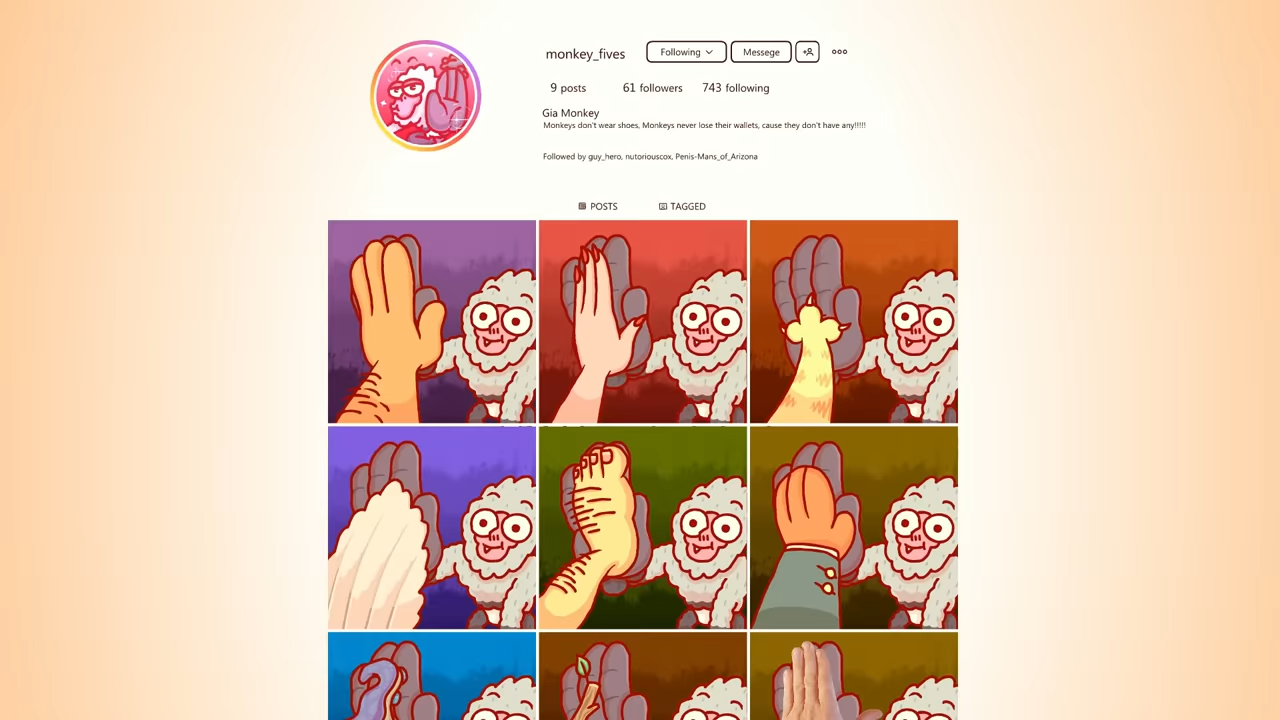 monkey_fives Following Messege
9 posts 61 followers 743 following
Gia Monkey
Monkeys don't wear shoes, Monkeys never lose their wallets, cause they don't have any!!!!!
Followed by guy_hero, nutoriouscox, Penis-Mans_of_Arizona
POSTS TAGGED